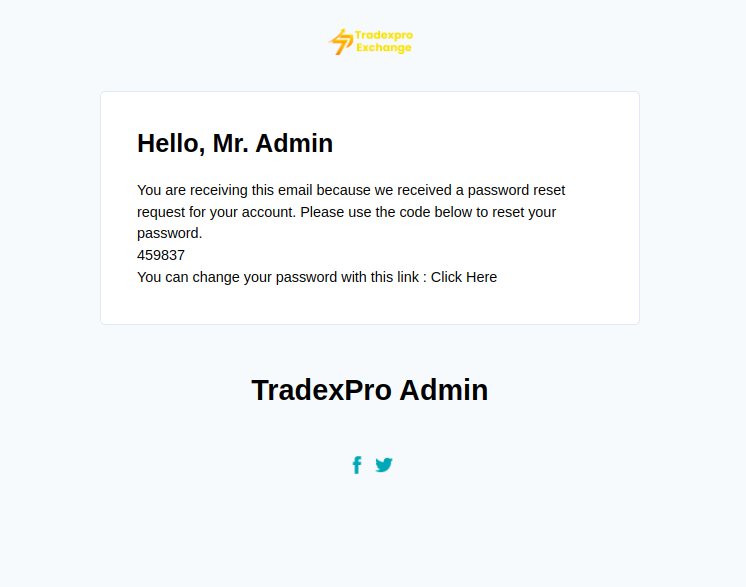 Tradexpro
Exchange
Hello, Mr. Admin
You are receiving this email because we received a password reset
request for your account. Please use the code below to reset your
password.
459837
You can change your password with this link : Click Here
TradexPro Admin